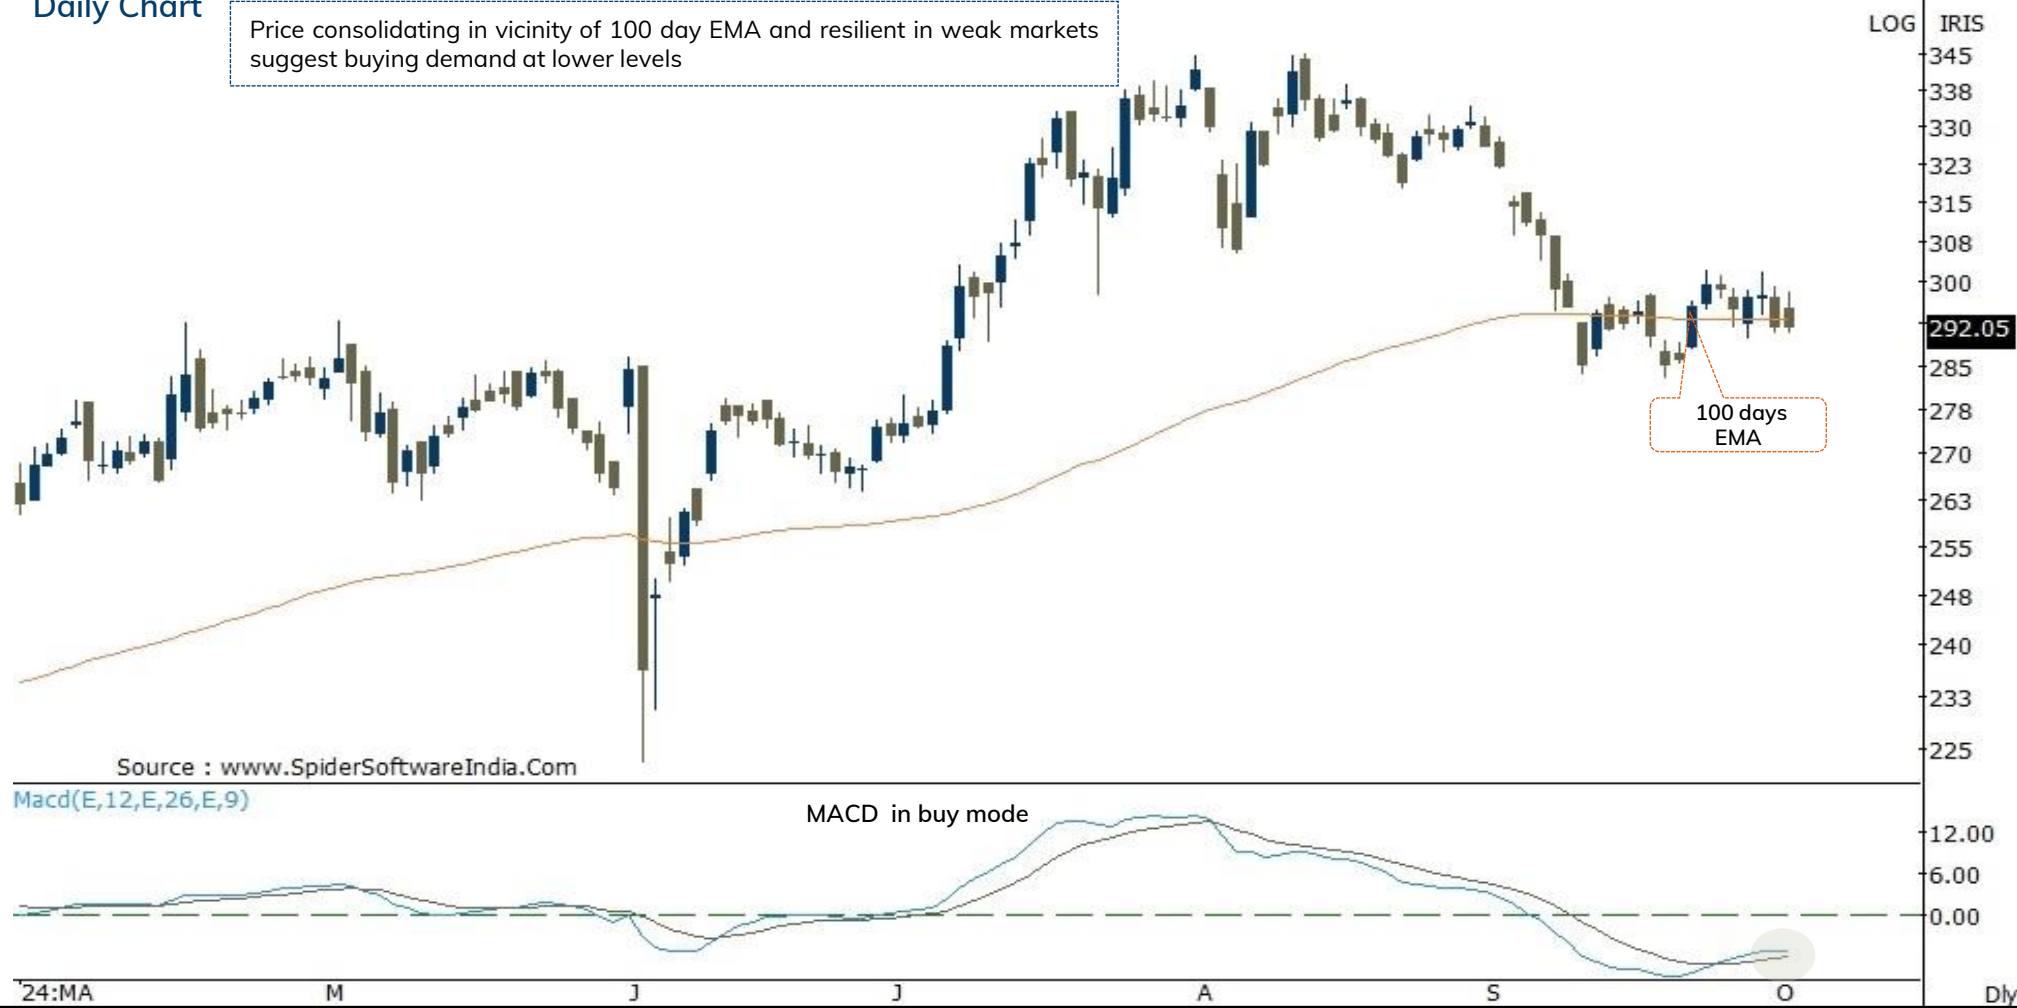 Daily Chart
Price consolidating in vicinity of 100 day EMA and resilient in weak markets
suggest buying demand at lower levels
LOG
IRIS
345
338
330
323
315
308
300
292.05
285
278
270
263
255
248
240
233
225
100 days
EMA
Source : www.SpiderSoftwareIndia.Com
Macd(E,12,E,26,E,9)
MACD in buy mode
12.00
6.00
0.00
'24:MA
M
J
J
A
S
O
Dly